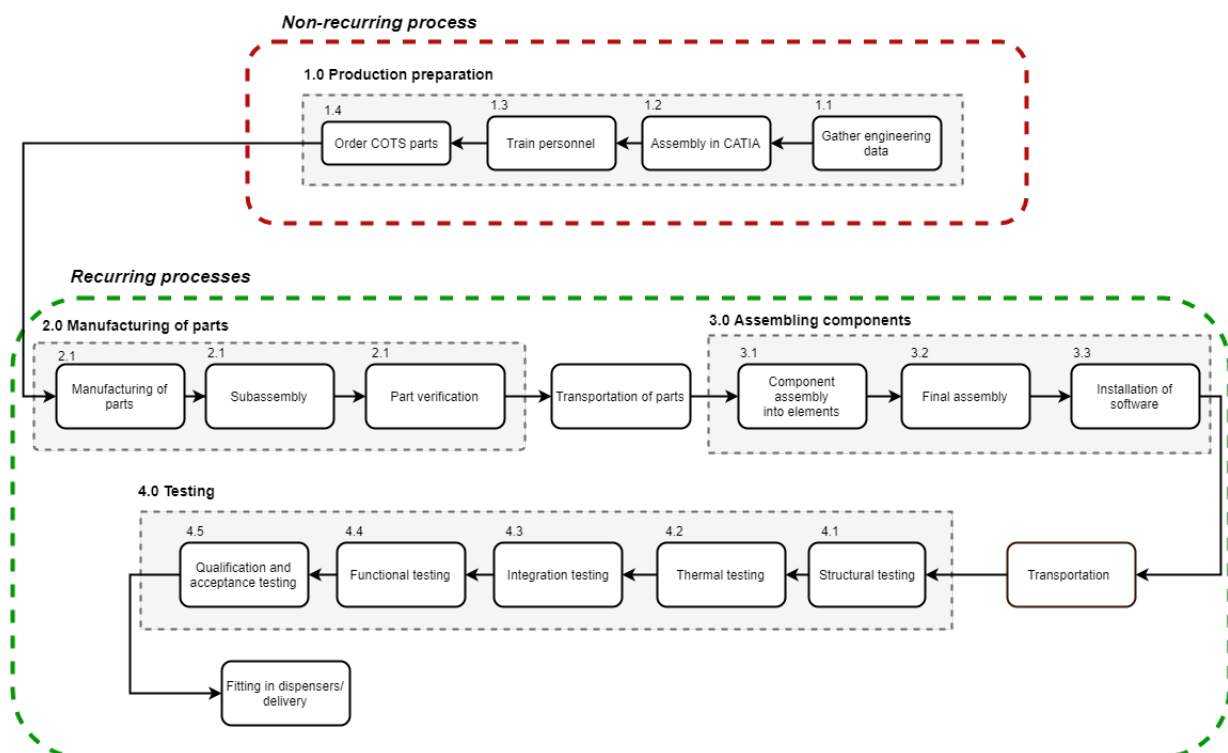 Non-recurring process
1.0 Production preparation
1.4
1.3
1.2
1.1
Order COTS parts
Train personnel
Assembly in CATIA
Gather engineering
data
Recurring processes
2.0 Manufacturing of parts
3.0 Assembling components
2.1
2.1
2.1
3.1
3.2
3.3
Manufacturing of
parts
Subassembly
Part verification
Transportation of parts
Component
assembly
into elements
Final assembly
Installation of
software
4.0 Testing
4.5
4.4
4.3
4.2
4.1
Qualification and
acceptance testing
Functional testing
Integration testing
Thermal testing
Structural testing
Transportation
Fitting in dispensers/
delivery